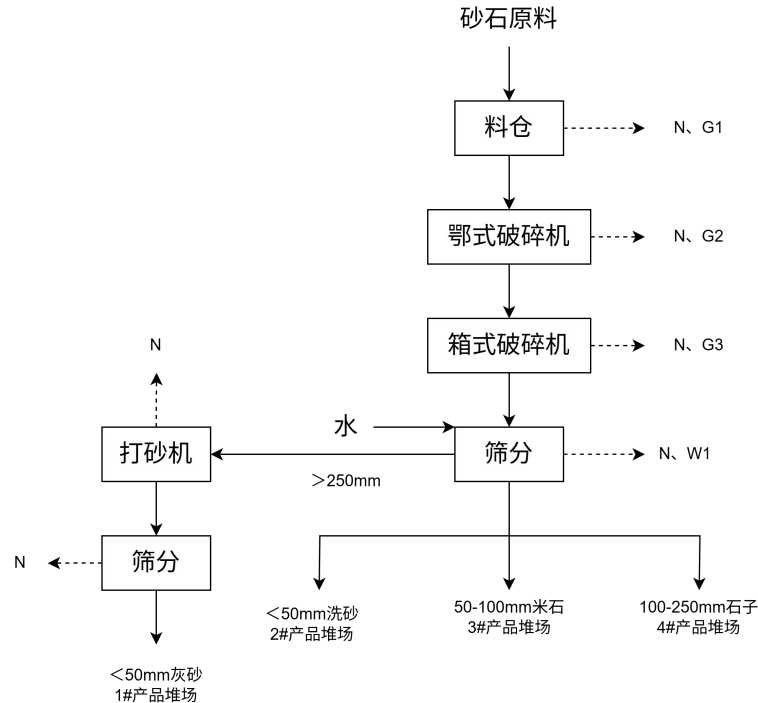 砂石原料
料仓
N、G1
鄂式破碎机
N、G2
箱式破碎机
N、G3
N
水
打砂机
筛分
N、W1
＞250mm
N
筛分
＜50mm洗砂
2#产品堆场
50-100mm米石
3#产品堆场
100-250mm石子
4#产品堆场
＜50mm灰砂
1#产品堆场